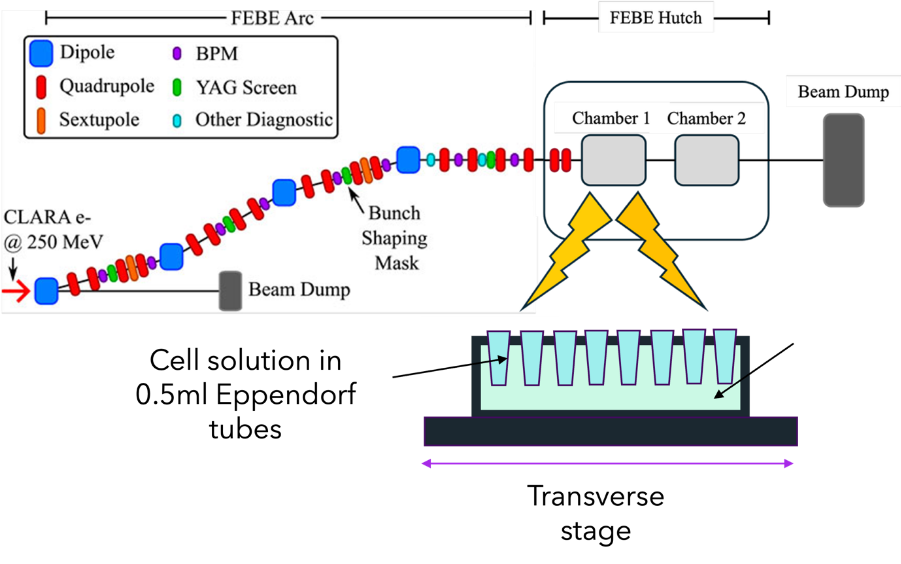 FEBE Arc
FEBE Hutch
Dipole
BPM
Quadrupole
YAG Screen
Sextupole
Other Diagnostic
Beam Dump
Chamber 1
Chamber 2
CLARA e-
@ 250 MeV
Bunch
Shaping
Mask
Beam Dump
Cell solution in
0.5ml Eppendorf
tubes
Transverse
stage